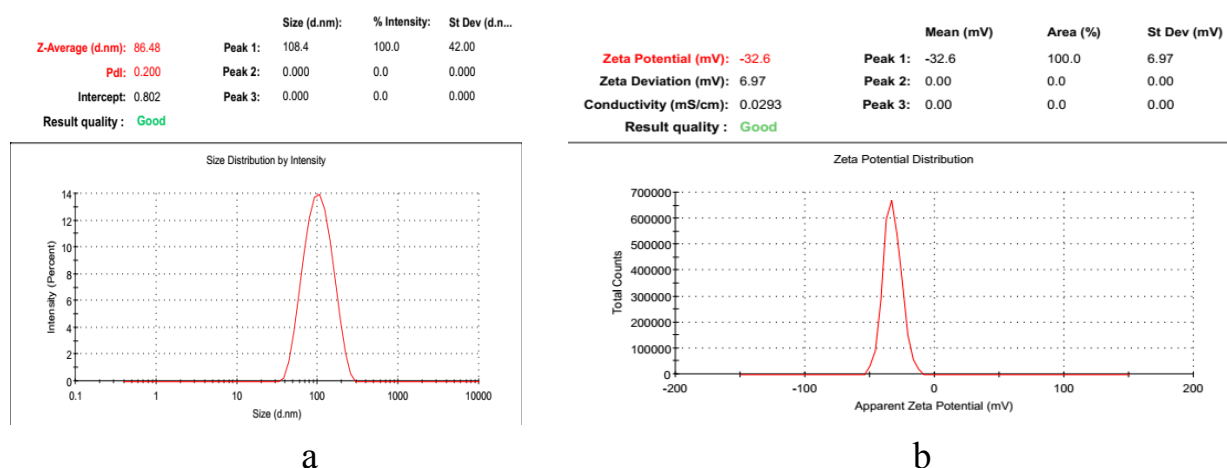 Size (d.nm): % Intensity: St Dev (d.n...
Z-Average (d.nm): 86.48 Peak 1: 108.4 100.0 42.00
PdI: 0.200 Peak 2: 0.000 0.0 0.000
Intercept: 0.802 Peak 3: 0.000 0.0 0.000
Result quality : Good
Size Distribution by Intensity
Intensity (Percent)
14
12
10
8
6
4
2
0
0.1 1 10 100 1000 10000
Size (d.nm)
a
Mean (mV) Area (%) St Dev (mV)
Zeta Potential (mV): -32.6 Peak 1: -32.6 100.0 6.97
Zeta Deviation (mV): 6.97 Peak 2: 0.00 0.0 0.00
Conductivity (mS/cm): 0.0293 Peak 3: 0.00 0.0 0.00
Result quality : Good
Zeta Potential Distribution
Total Counts
700000
600000
500000
400000
300000
200000
100000
0
-200 -100 0 100 200
Apparent Zeta Potential (mV)
b